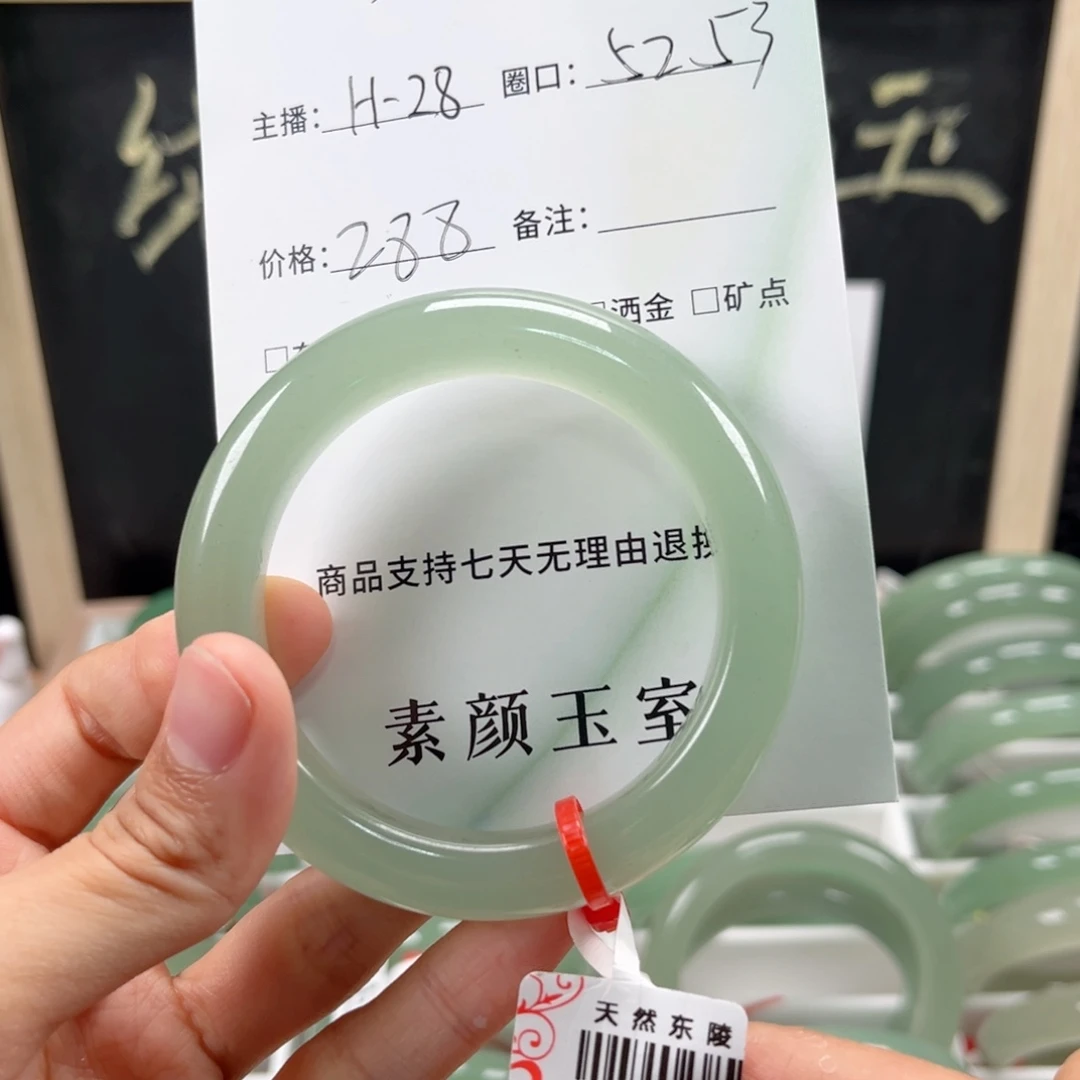 主播：H-28 圈口：52.53
价格：288 备注：
洒金 □矿点
商品支持七天无理由退换
素颜玉室
天然东陵